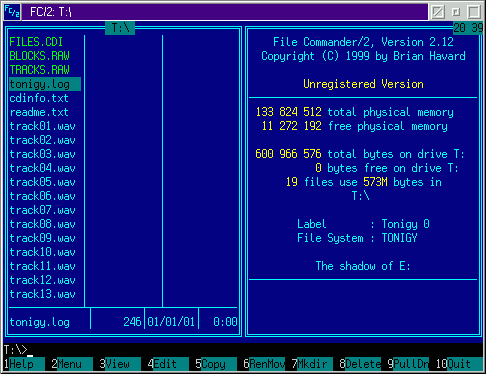 FC/2 FC/2: T:\
T:\
20 39
FILES.CDI
BLOCKS.RAW
TRACKS.RAW
tonigy.log
cdinfo.txt
readme.txt
track01.wav
track02.wav
track03.wav
track04.wav
track05.wav
track06.wav
track07.wav
track08.wav
track09.wav
track10.wav
track11.wav
track12.wav
track13.wav
tonigy.log 246 01/01/01 0:00
File Commander/2, Version 2.12
Copyright (C) 1999 by Brian Havard
Unregistered Version
133 824 512 total physical memory
11 272 192 free physical memory
600 966 576 total bytes on drive T:
0 bytes free on drive T:
19 files use 573M bytes in
T:\
Label : Tonigy 0
File System : TONIGY
The shadow of E:
T:\>
1Help 2Menu 3View 4Edit 5Copy 6RenMov 7Mkdir 8Delete 9PullDn 10Quit